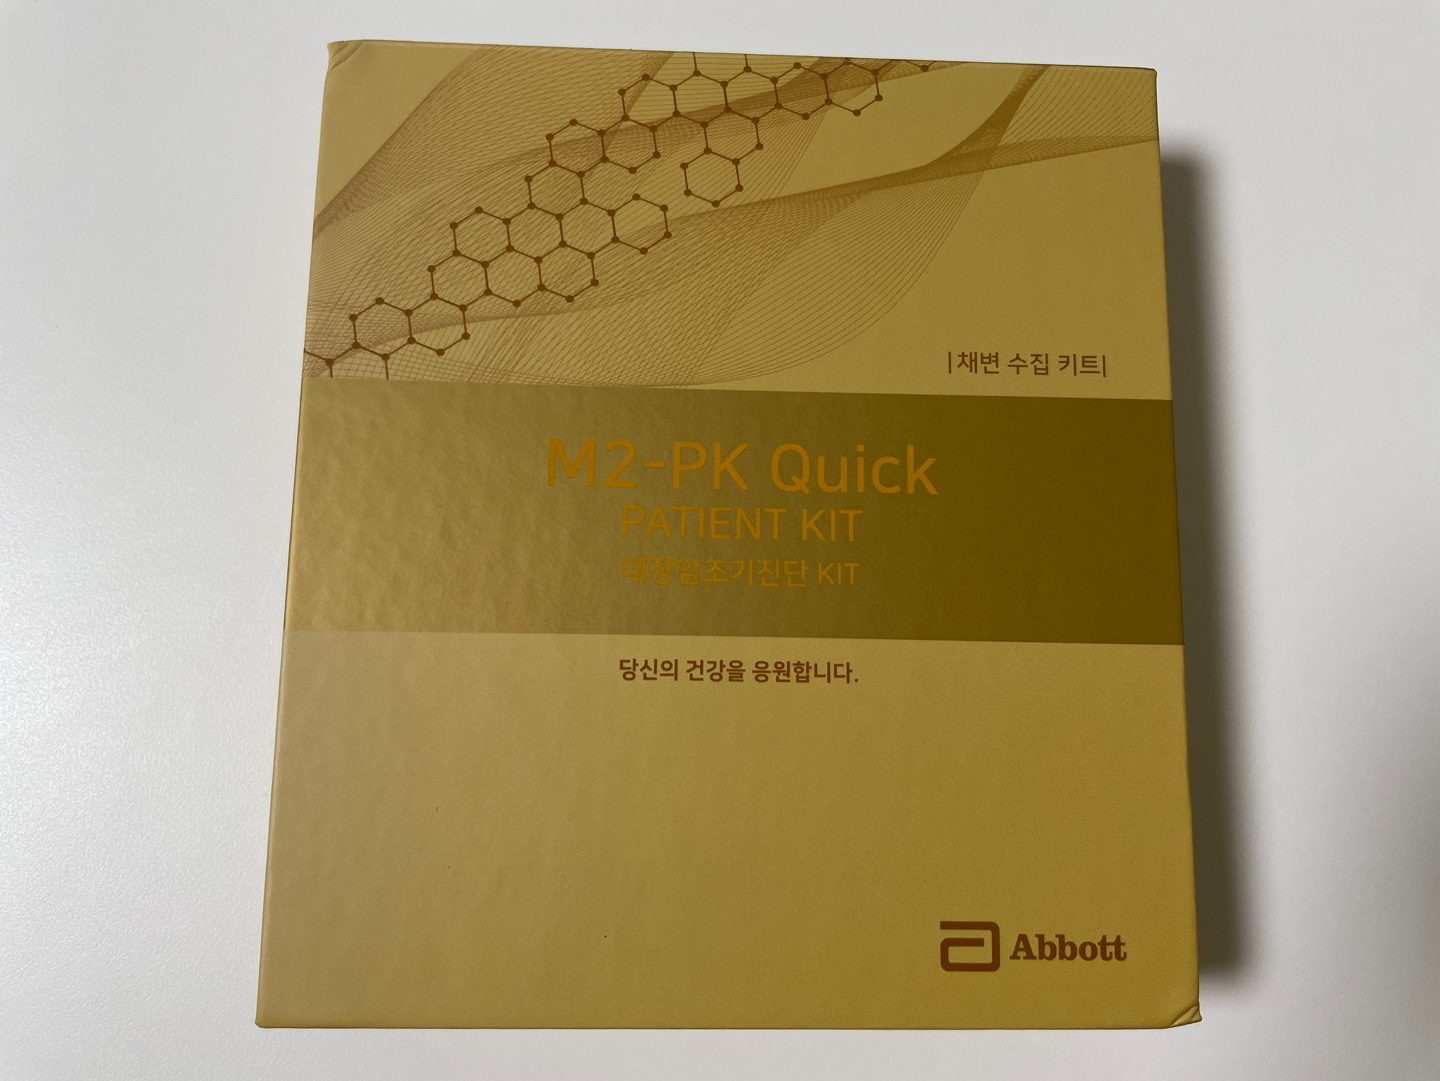 |채변 수집 키트|
M2-PK Quick
PATIENT KIT
대장암조기진단 KIT
당신의 건강을 응원합니다.
Abbott